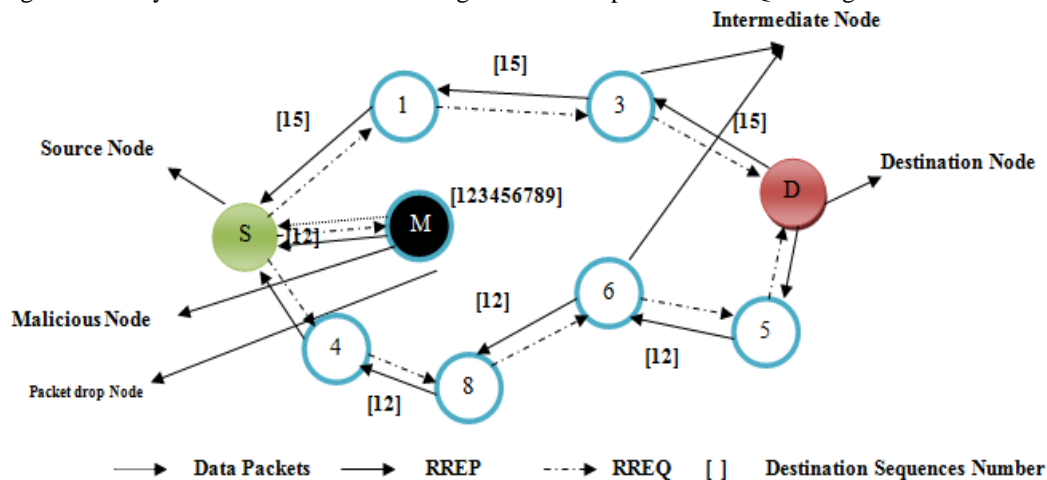 Intermediate Node
[15]
1
3
[15]
[15]
Source Node
Destination Node
D
[123456789]
M
S
[12]
6
[12]
Malicious Node
4
5
[12]
8
Packet drop Node
[12]
Data Packets RREP RREQ [ ] Destination Sequences Number